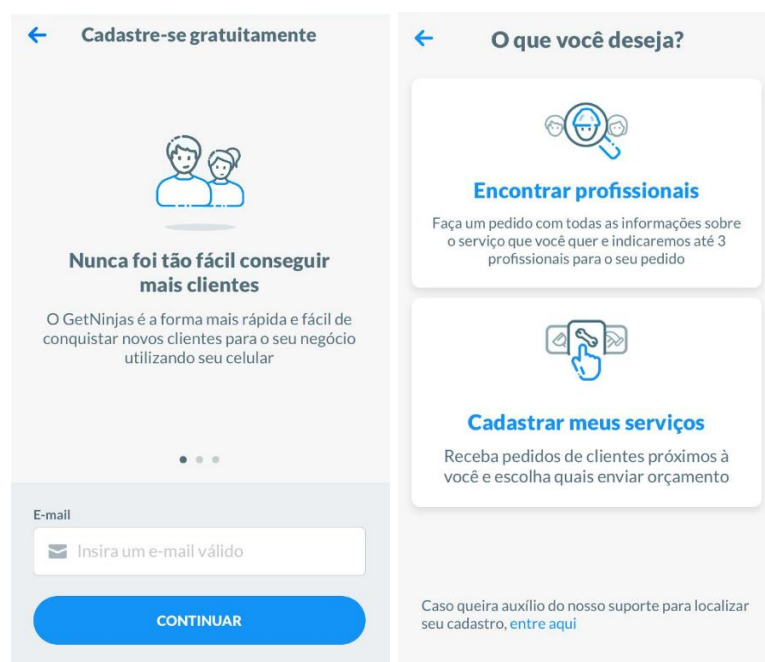 Cadastre-se gratuitamente
Nunca foi tão fácil conseguir
mais clientes
O GetNinjas é a forma mais rápida e fácil de
conquistar novos clientes para o seu negócio
utilizando seu celular
E-mail
Insira um e-mail válido
CONTINUAR
O que você deseja?
Encontrar profissionais
Faça um pedido com todas as informações sobre
o serviço que você quer e indicaremos até 3
profissionais para o seu pedido
Cadastrar meus serviços
Receba pedidos de clientes próximos à
você e escolha quais enviar orçamento
Caso queira auxílio do nosso suporte para localizar
seu cadastro, entre aqui